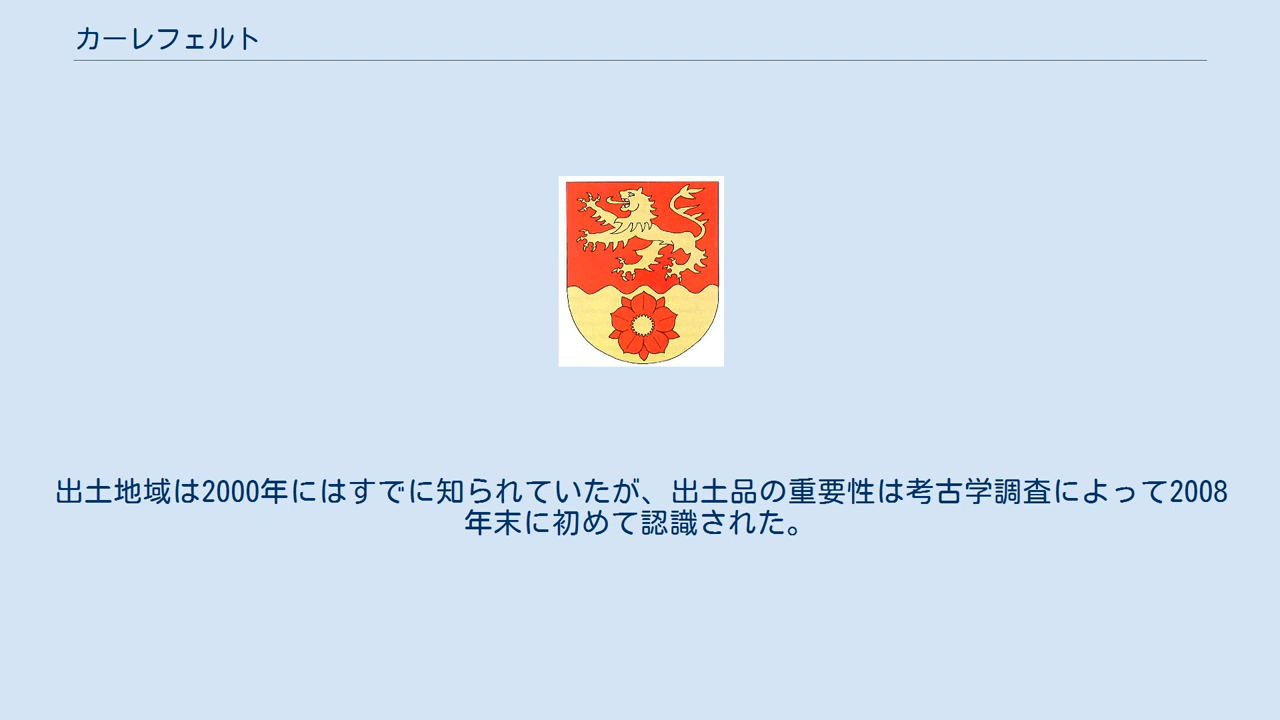 カーレフェルト
出土地域は2000年にはすでに知られていたが、出土品の重要性は考古学調査によって2008
年末に初めて認識された。